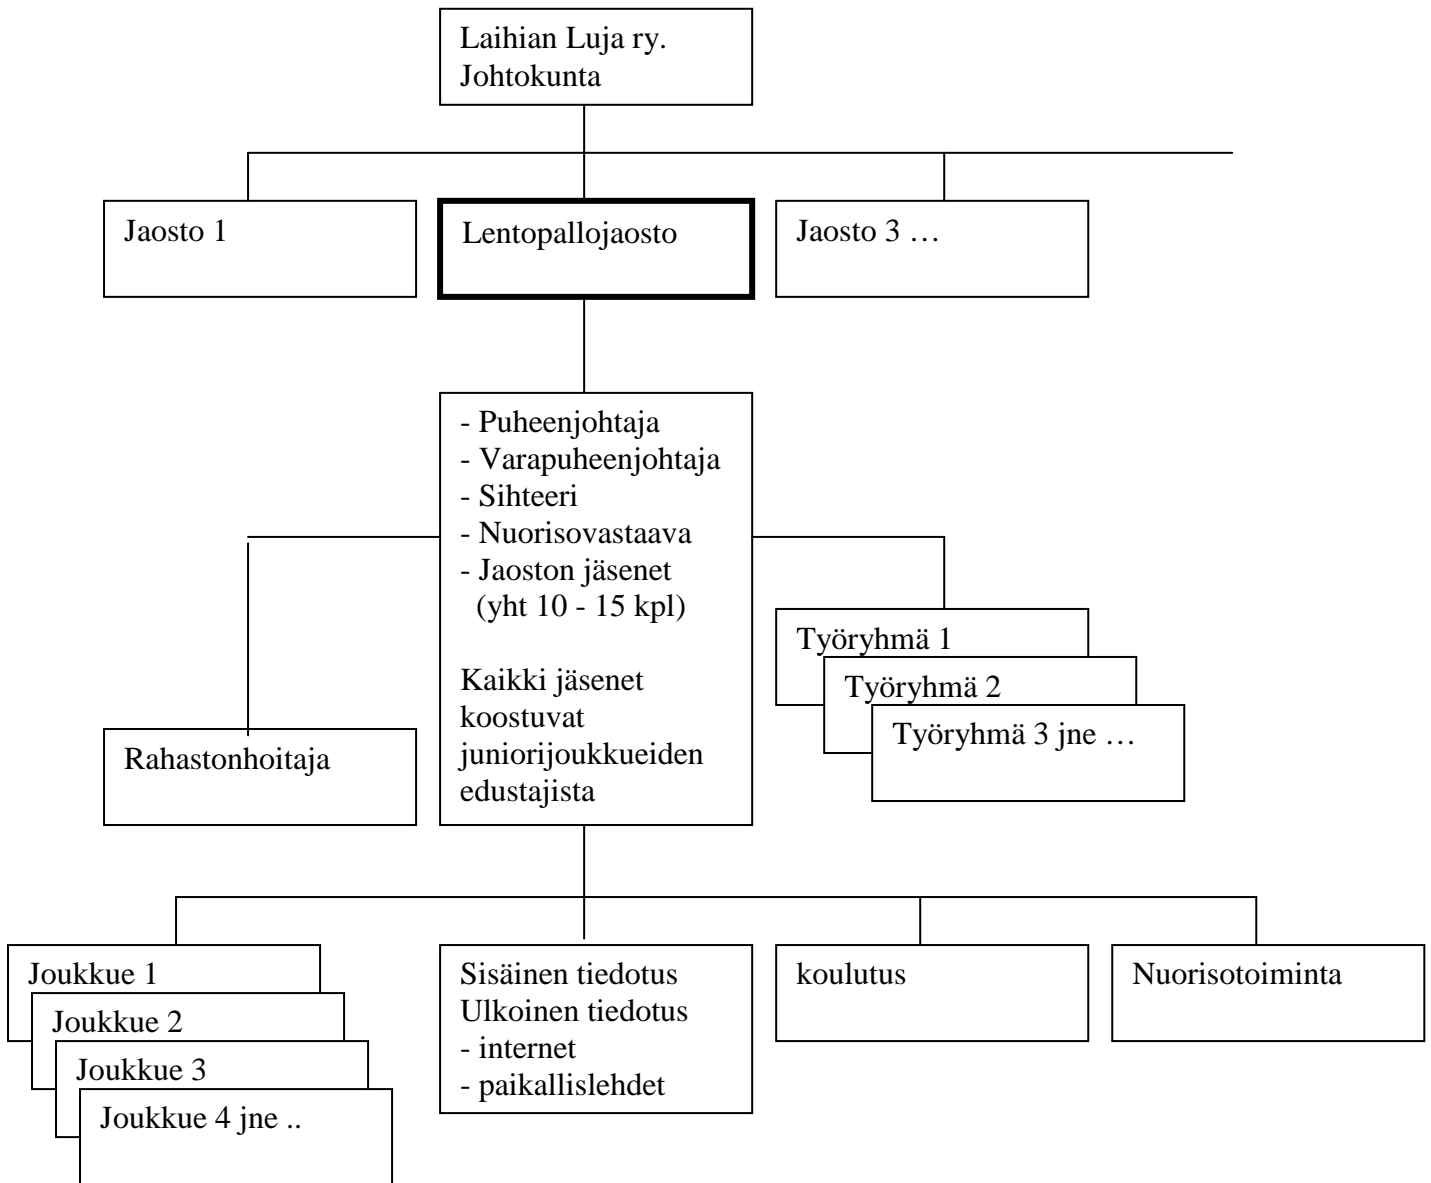 Laihian Luja ry.
Johtokunta
Jaosto 1
Lentopallojaosto
Jaosto 3 …
- Puheenjohtaja
- Varapuheenjohtaja
- Sihteeri
- Nuorisovastaava
- Jaoston jäsenet
(yht 10 - 15 kpl)
Kaikki jäsenet
koostuvat
juniorijoukkueiden
edustajista
Rahastonhoitaja
Työryhmä 1
Työryhmä 2
Työryhmä 3 jne …
Joukkue 1
Joukkue 2
Joukkue 3
Joukkue 4 jne ..
Sisäinen tiedotus
Ulkoinen tiedotus
- internet
- paikallislehdet
koulutus
Nuorisotoiminta